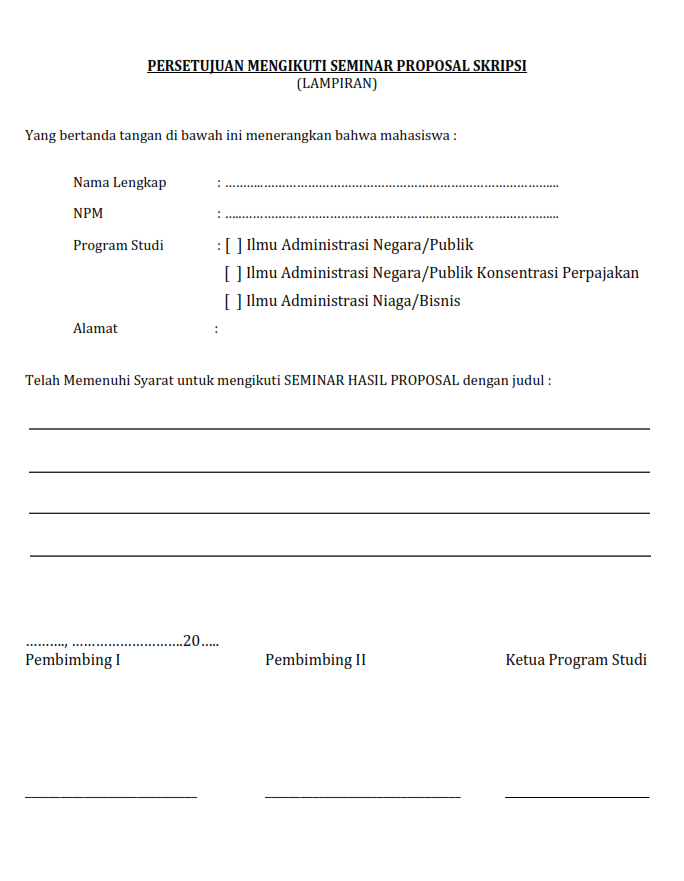 PERSETUJUAN MENGIKUTI SEMINAR PROPOSAL SKRIPSI
(LAMPIRAN)
Yang bertanda tangan di bawah ini menerangkan bahwa mahasiswa :
Nama Lengkap : ……………………………………………………………………………
NPM : ……………………………………………………………………………
Program Studi : [ ] Ilmu Administrasi Negara/Publik
[ ] Ilmu Administrasi Negara/Publik Konsentrasi Perpajakan
[ ] Ilmu Administrasi Niaga/Bisnis
Alamat :
Telah Memenuhi Syarat untuk mengikuti SEMINAR HASIL PROPOSAL dengan judul :
………., ……………………….20…..
Pembimbing I Pembimbing II Ketua Program Studi